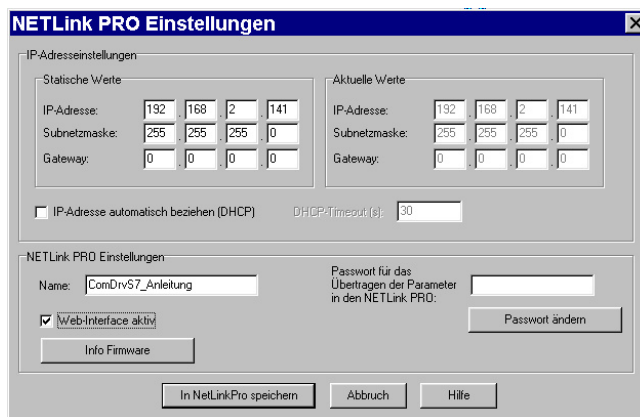 NETLink PRO Einstellungen
IP-Adresseinstellungen
Statische Werte
IP-Adresse: 192 . 168 . 2 . 141
Subnetzmaske: 255 . 255 . 255 . 0
Gateway: 0 . 0 . 0 . 0
Aktuelle Werte
IP-Adresse: 192 . 168 . 2 . 141
Subnetzmaske: 255 . 255 . 255 . 0
Gateway: 0 . 0 . 0 . 0
IP-Adresse automatisch beziehen (DHCP) DHCP-Timeout (s): 30
NETLink PRO Einstellungen
Name: ComDrvS7_Anleitung
Web-Interface aktiv
Info Firmware
Passwort für das
Übertragen der Parameter
in den NETLink PRO:
Passwort ändern
In NetLinkPro speichern Abbruch Hilfe